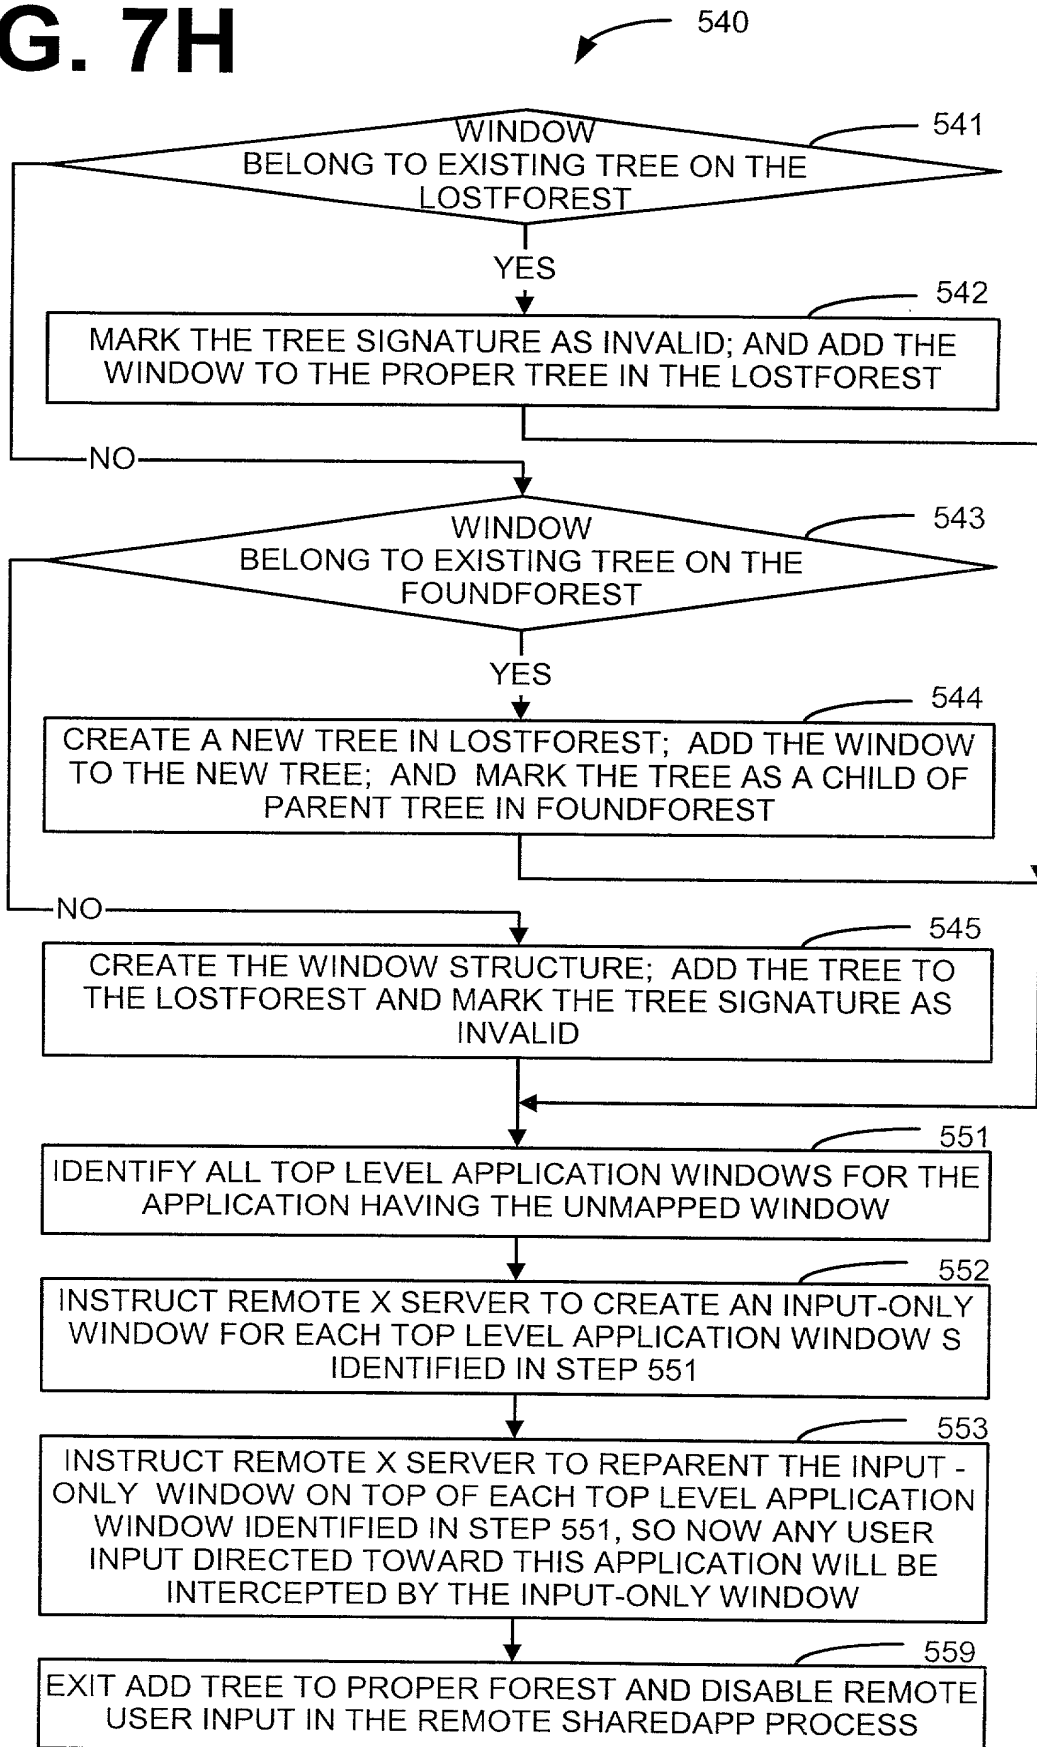 G. 7H
540
541
WINDOW
BELONG TO EXISTING TREE ON THE
LOSTFOREST
YES
542
MARK THE TREE SIGNATURE AS INVALID; AND ADD THE
WINDOW TO THE PROPER TREE IN THE LOSTFOREST
NO
543
WINDOW
BELONG TO EXISTING TREE ON THE
FOUNDFOREST
YES
544
CREATE A NEW TREE IN LOSTFOREST; ADD THE WINDOW
TO THE NEW TREE; AND MARK THE TREE AS A CHILD OF
PARENT TREE IN FOUNDFOREST
NO
545
CREATE THE WINDOW STRUCTURE; ADD THE TREE TO
THE LOSTFOREST AND MARK THE TREE SIGNATURE AS
INVALID
551
IDENTIFY ALL TOP LEVEL APPLICATION WINDOWS FOR THE
APPLICATION HAVING THE UNMAPPED WINDOW
552
INSTRUCT REMOTE X SERVER TO CREATE AN INPUT-ONLY
WINDOW FOR EACH TOP LEVEL APPLICATION WINDOW S
IDENTIFIED IN STEP 551
553
INSTRUCT REMOTE X SERVER TO REPARENT THE INPUT -
ONLY WINDOW ON TOP OF EACH TOP LEVEL APPLICATION
WINDOW IDENTIFIED IN STEP 551, SO NOW ANY USER
INPUT DIRECTED TOWARD THIS APPLICATION WILL BE
INTERCEPTED BY THE INPUT-ONLY WINDOW
559
EXIT ADD TREE TO PROPER FOREST AND DISABLE REMOTE
USER INPUT IN THE REMOTE SHAREDAPP PROCESS